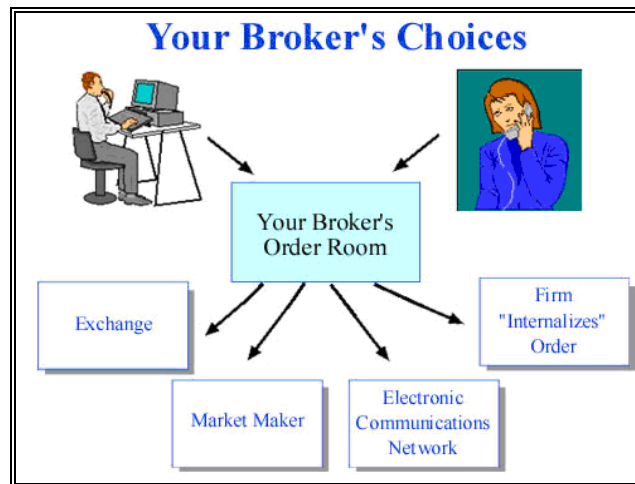 Your Broker's Choices
Your Broker's
Order Room
Exchange
Market Maker
Electronic
Communications
Network
Firm
"Internalizes"
Order